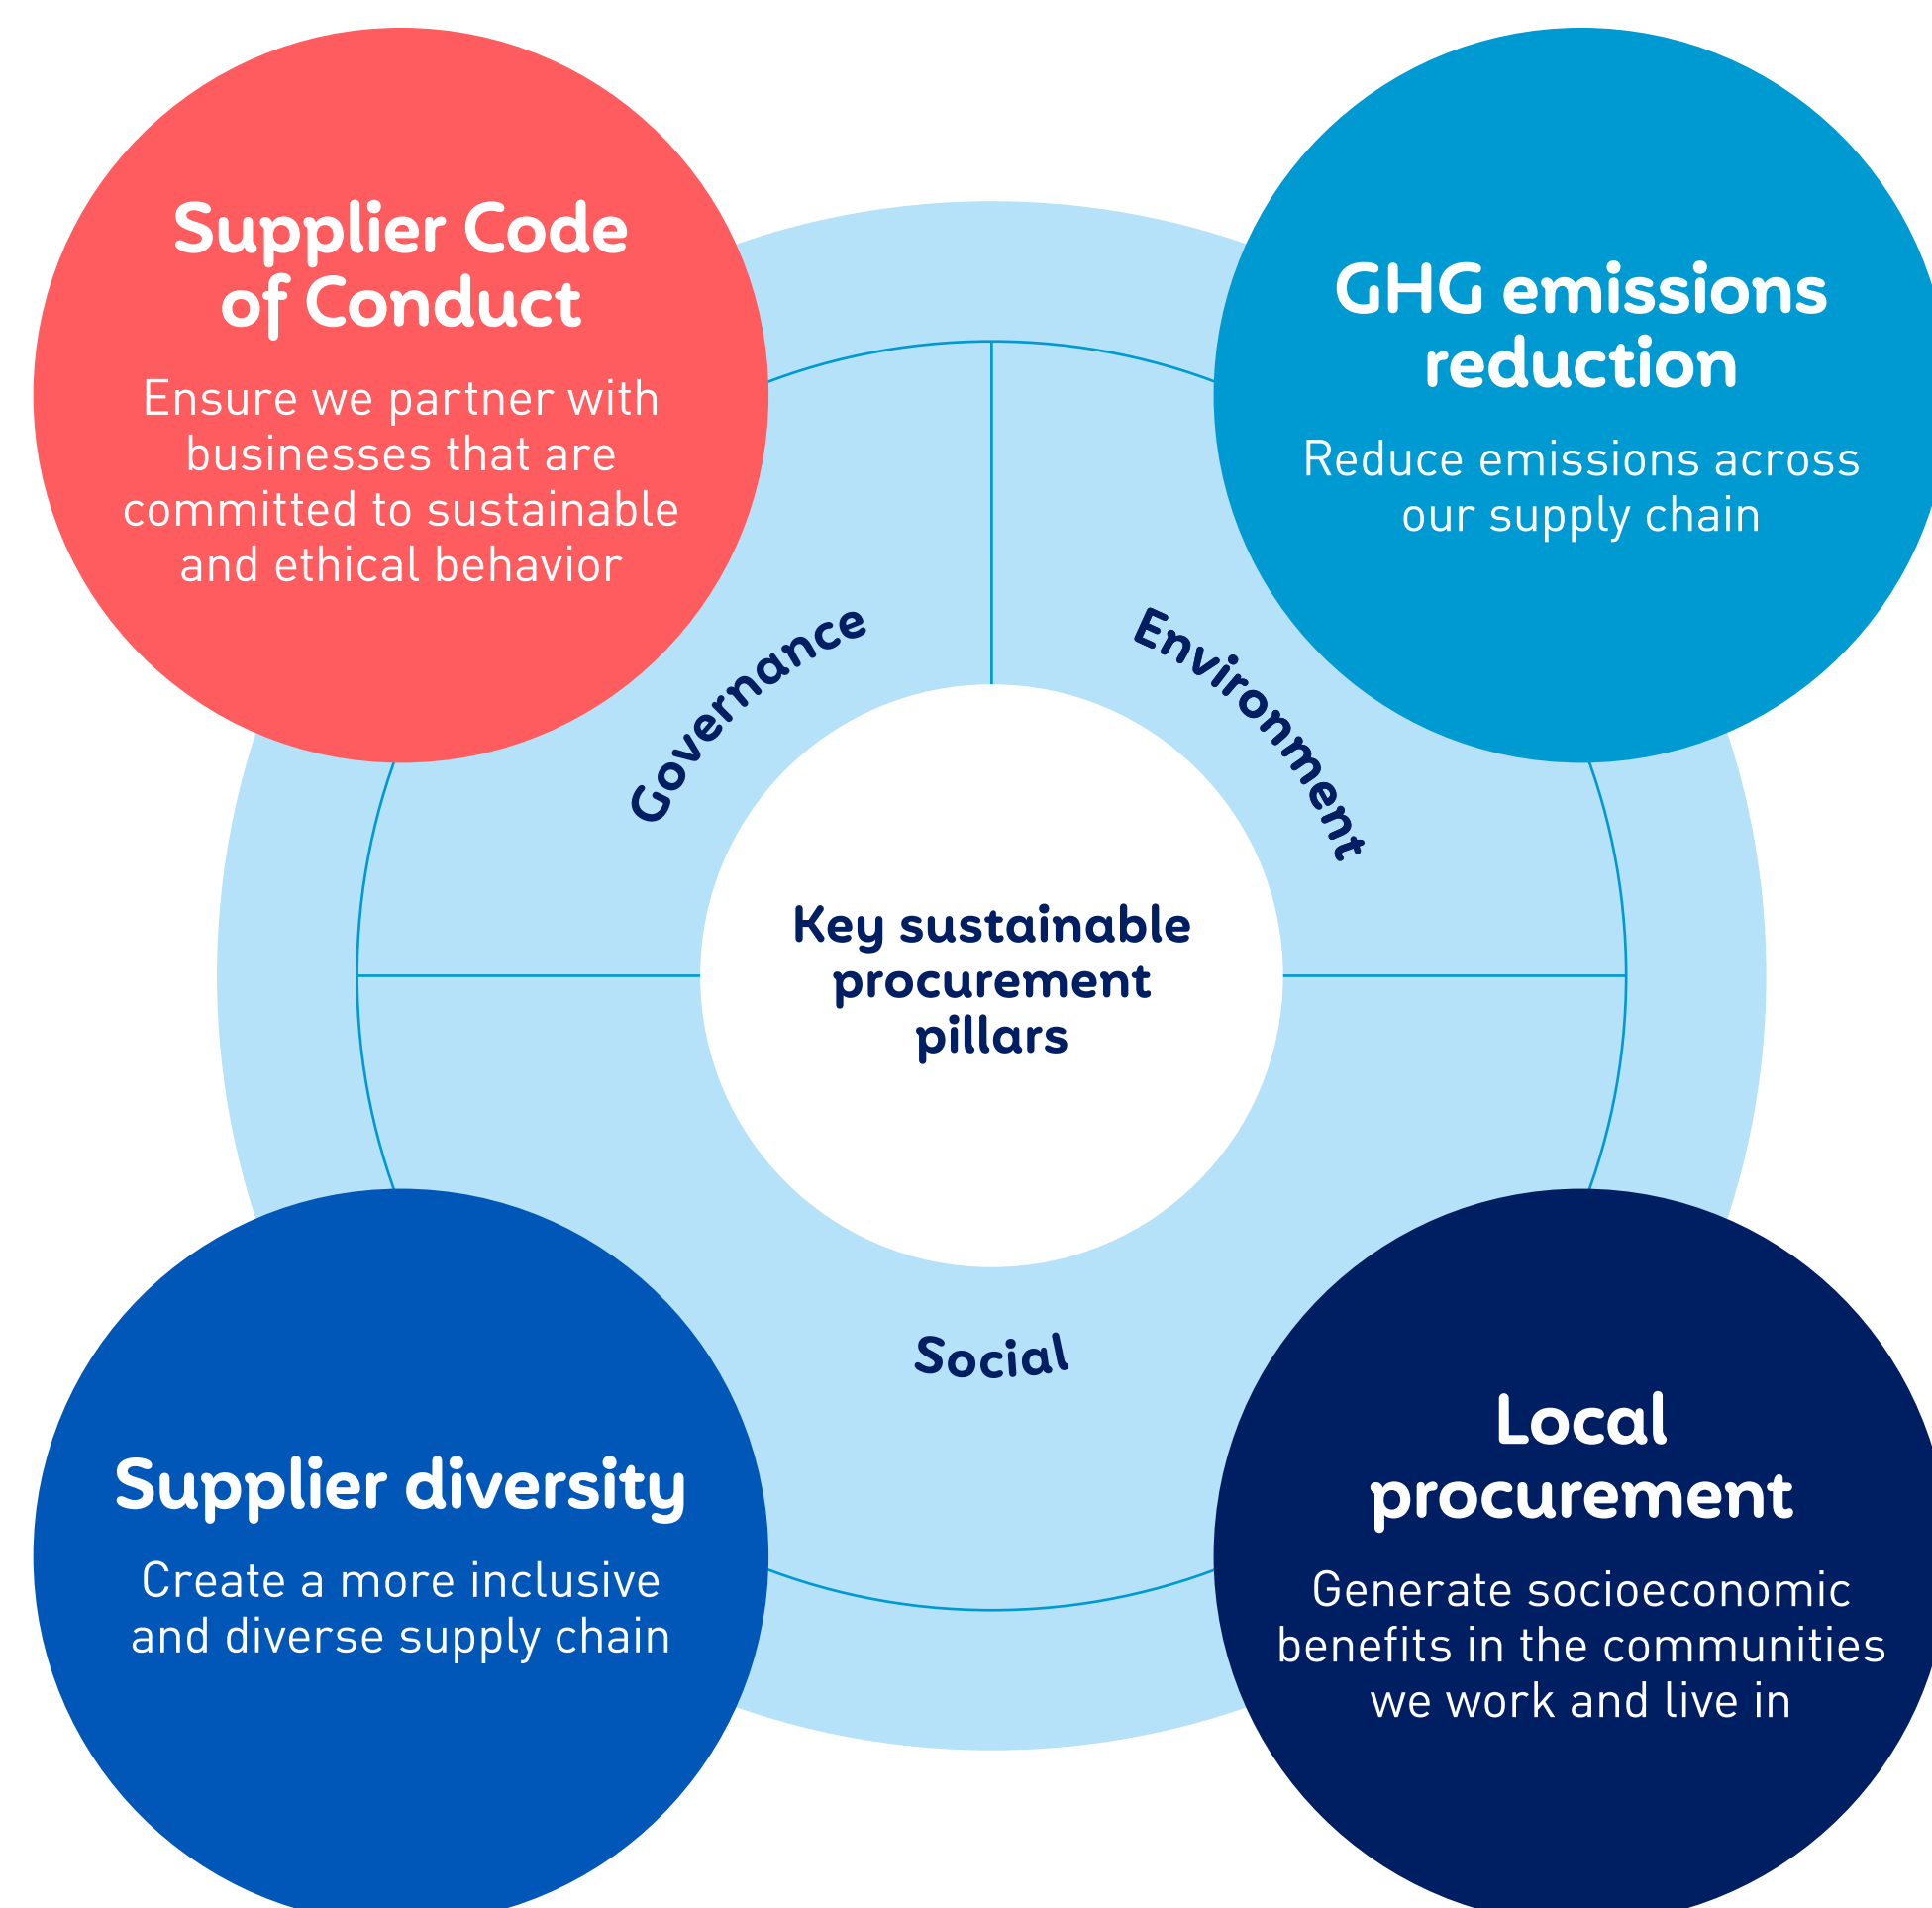 Supplier Code
of Conduct
Ensure we partner with
businesses that are
committed to sustainable
and ethical behavior
GHG emissions
reduction
Reduce emissions across
our supply chain
Governance
Environment
Key sustainable
procurement
pillars
Social
Supplier diversity
Create a more inclusive
and diverse supply chain
Local
procurement
Generate socioeconomic
benefits in the communities
we work and live in